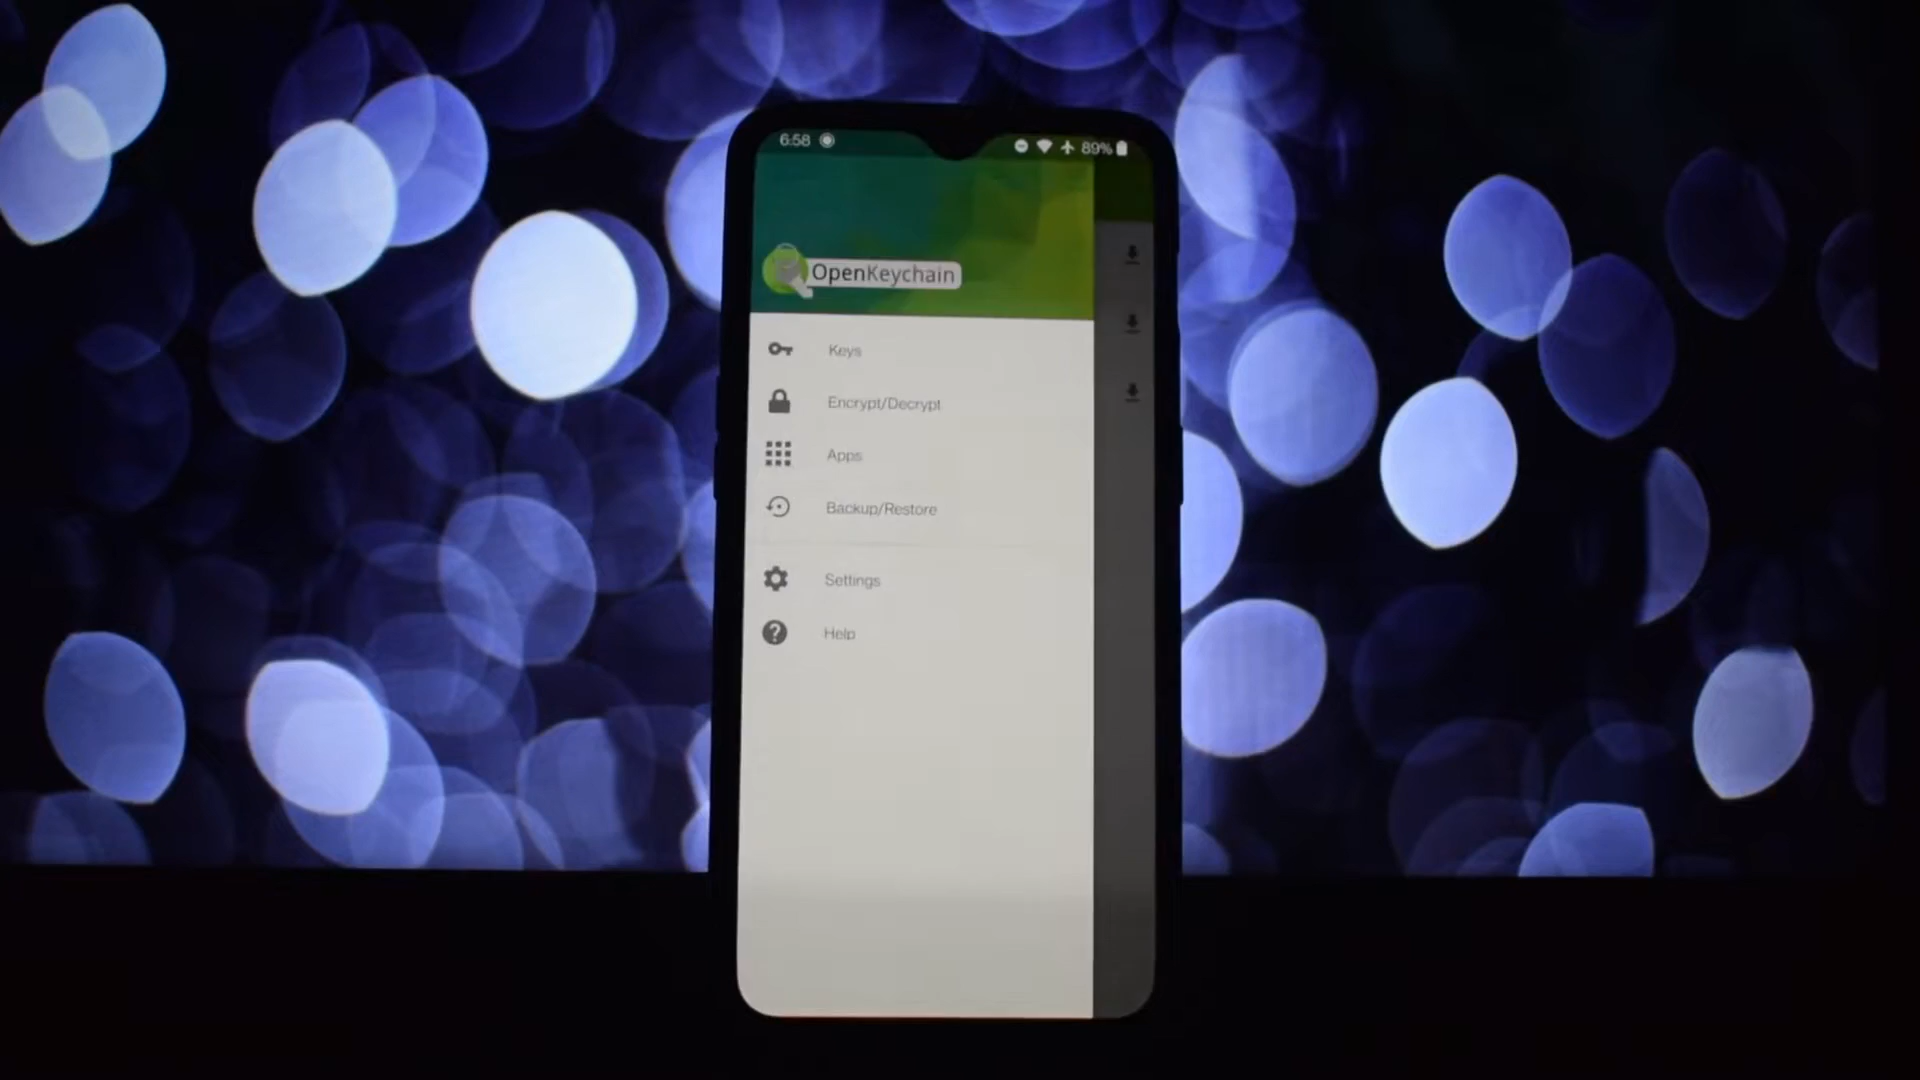 6:58 89%
OpenKeychain
Keys
Encrypt/Decrypt
Apps
Backup/Restore
Settings
Help